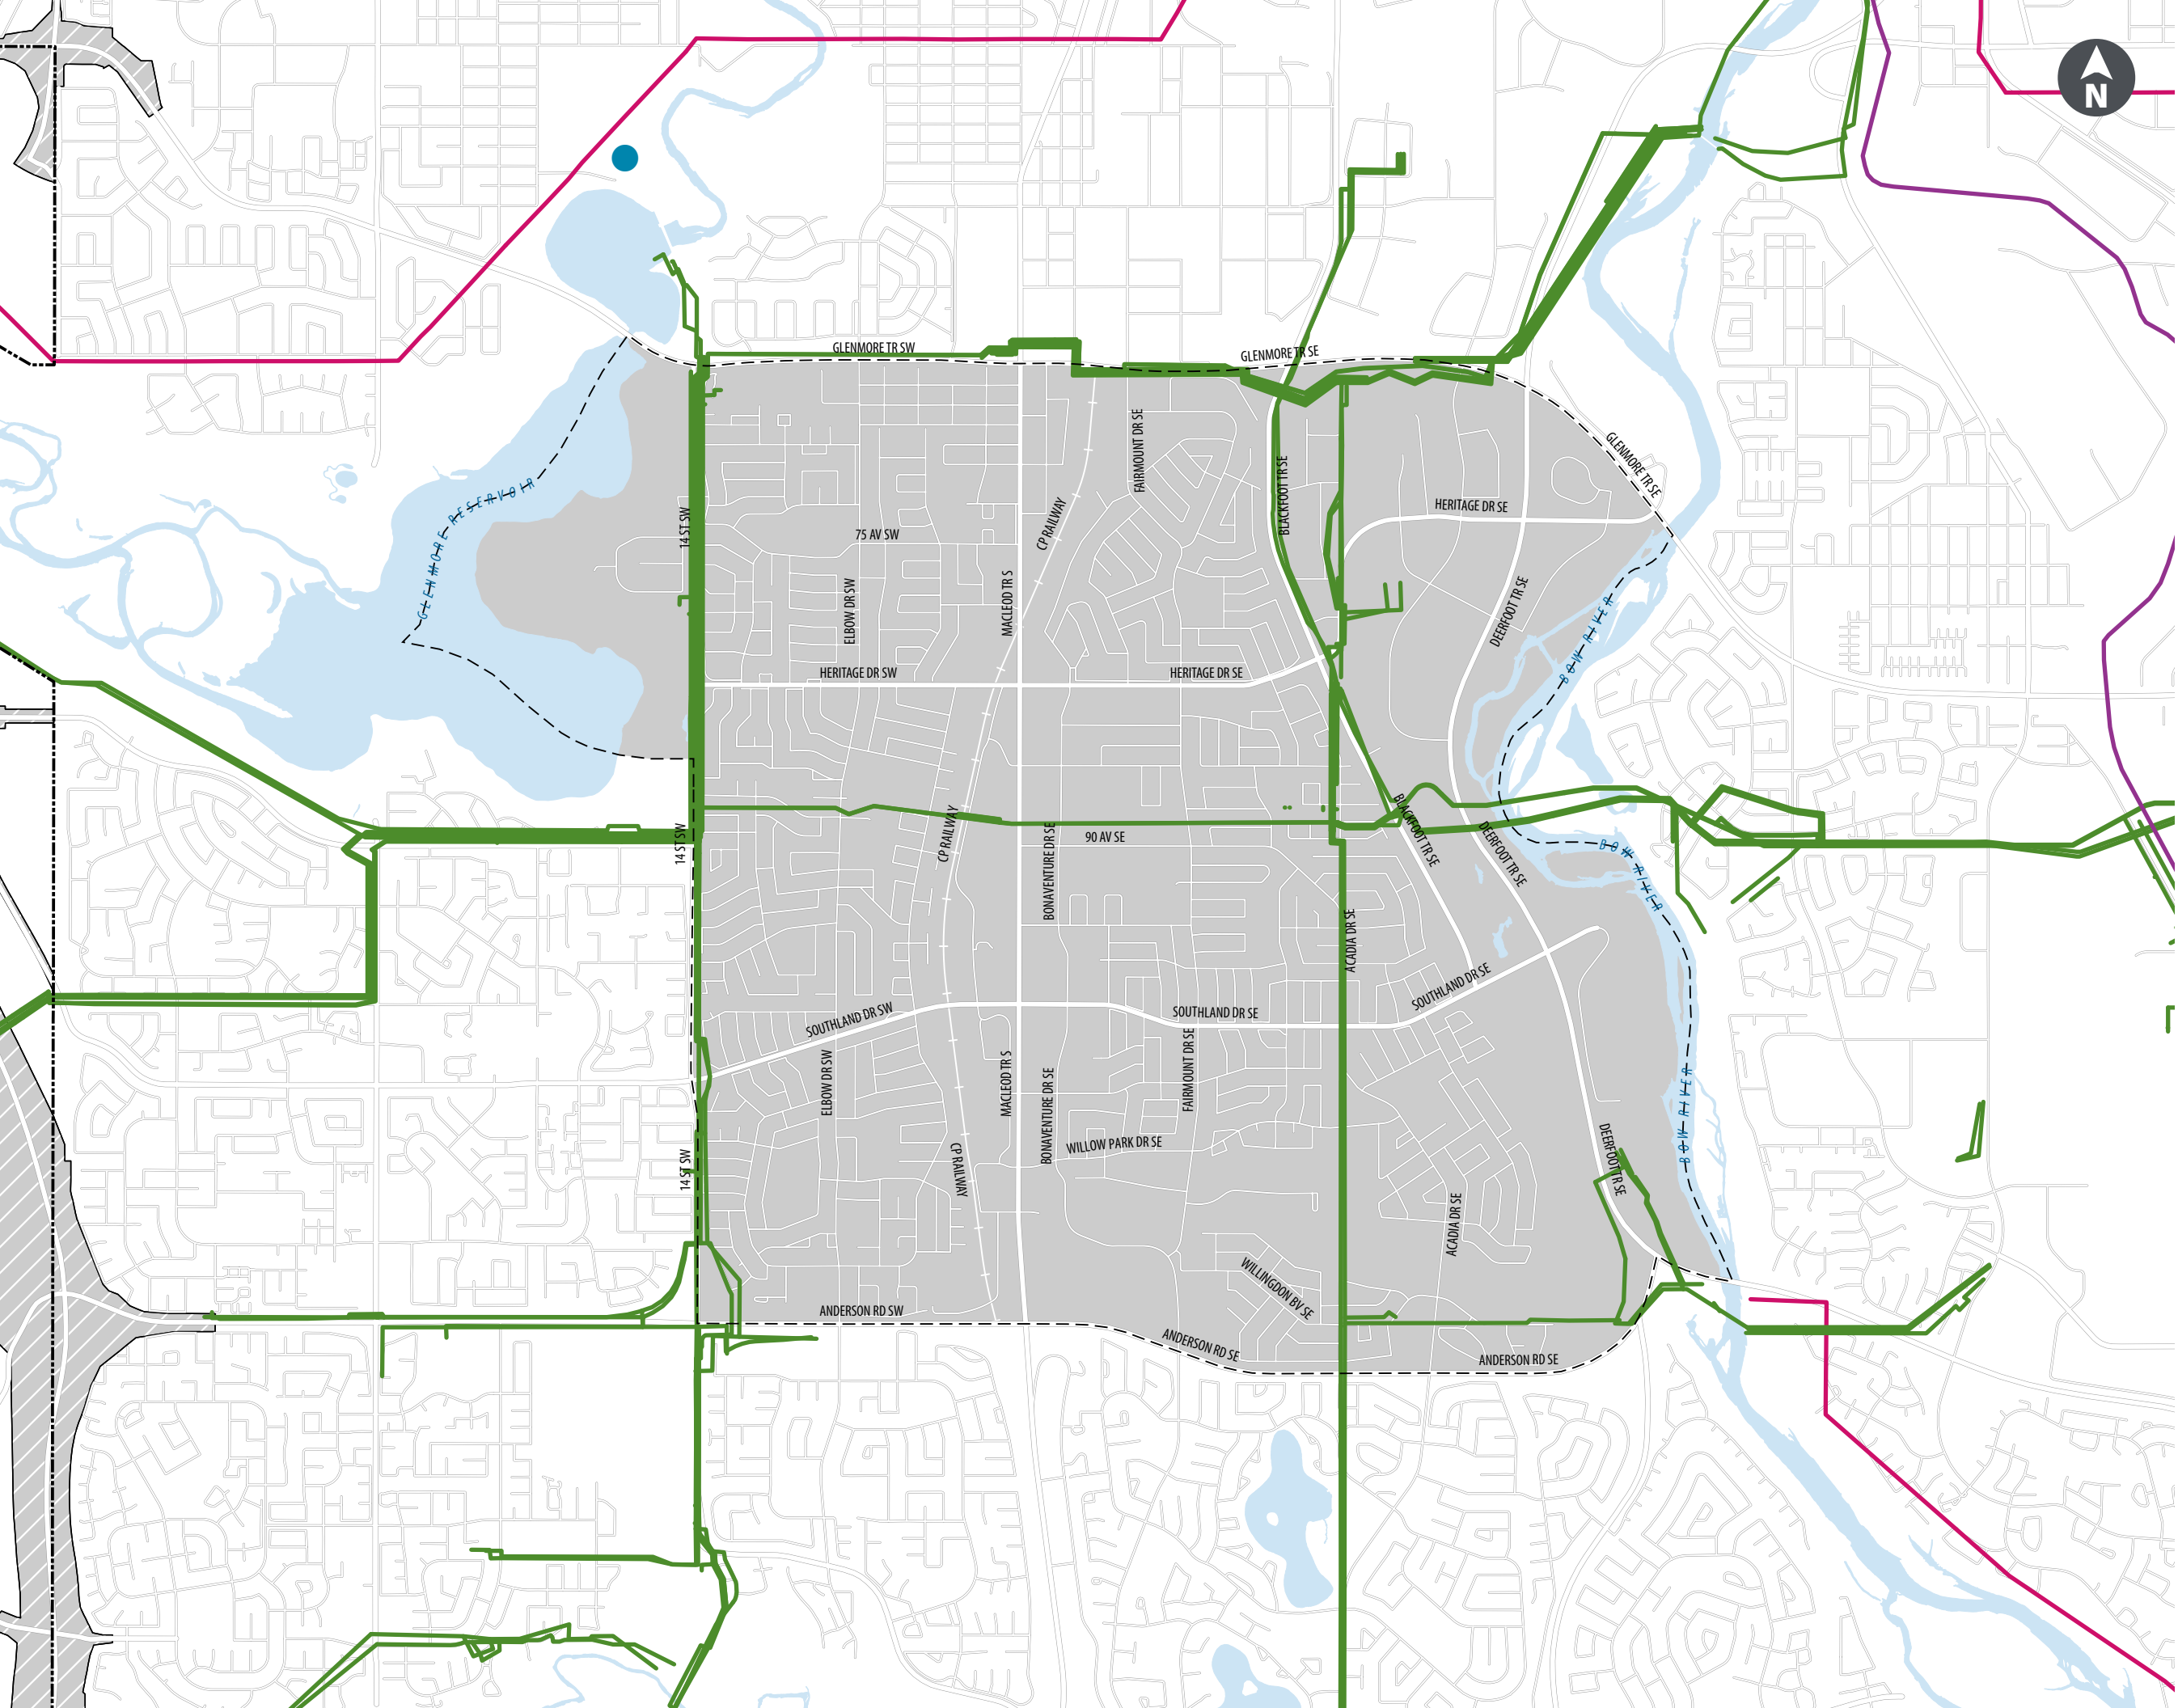 N
GLENMORE TR SW
GLENMORE TR SE
GLENMORE TR SE
FAIRMOUNT DR SE
BLACKFOOT TR SE
HERITAGE DR SE
GLENMORE RESERVOIR
14 ST SW
75 AV SW
CP RAILWAY
ELBOW DR SW
MACLEOD TR S
DEERFOOT TR SE
BOW RIVER
HERITAGE DR SW
HERITAGE DR SE
14 ST SW
CP RAILWAY
90 AV SE
BONAVENTURE DR SE
BLACKFOOT TR SE
DEERFOOT TR SE
BOW RIVER
ACADIA DR SE
SOUTHLAND DR SW
SOUTHLAND DR SE
SOUTHLAND DR SE
ELBOW DR SW
MACLEOD TR S
BONAVENTURE DR SE
FAIRMOUNT DR SE
BOW RIVER
14 ST SW
CP RAILWAY
WILLOW PARK DR SE
DEERFOOT TR SE
ACADIA DR SE
WILLINGDON BV SE
ANDERSON RD SW
ANDERSON RD SE
ANDERSON RD SE